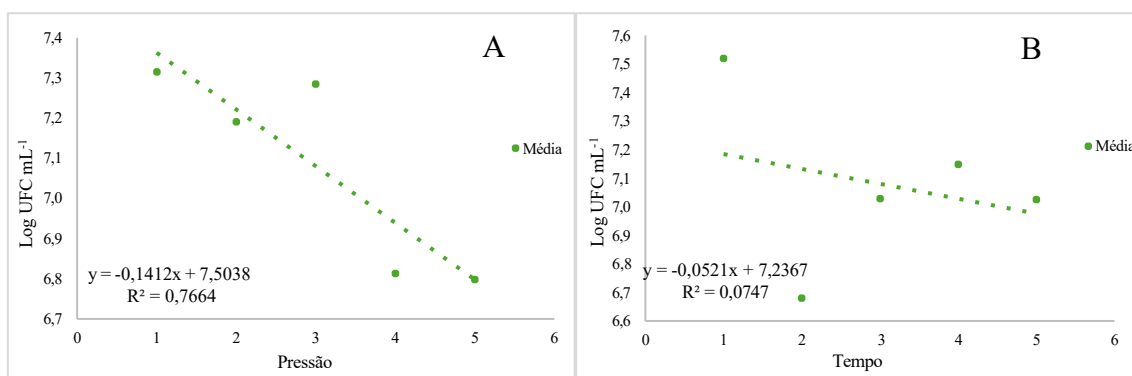 A
7,4
7,3
7,2
7,1
7,0
6,9
6,8
6,7
Log UFC mL-1
0
1
2
3
4
5
6
Pressão
Média
y = -0,1412x + 7,5038
R² = 0,7664
B
7,6
7,5
7,4
7,3
7,2
7,1
7,0
6,9
6,8
6,7
6,6
Log UFC mL-1
0
1
2
3
4
5
6
Tempo
Média
y = -0,0521x + 7,2367
R² = 0,0747